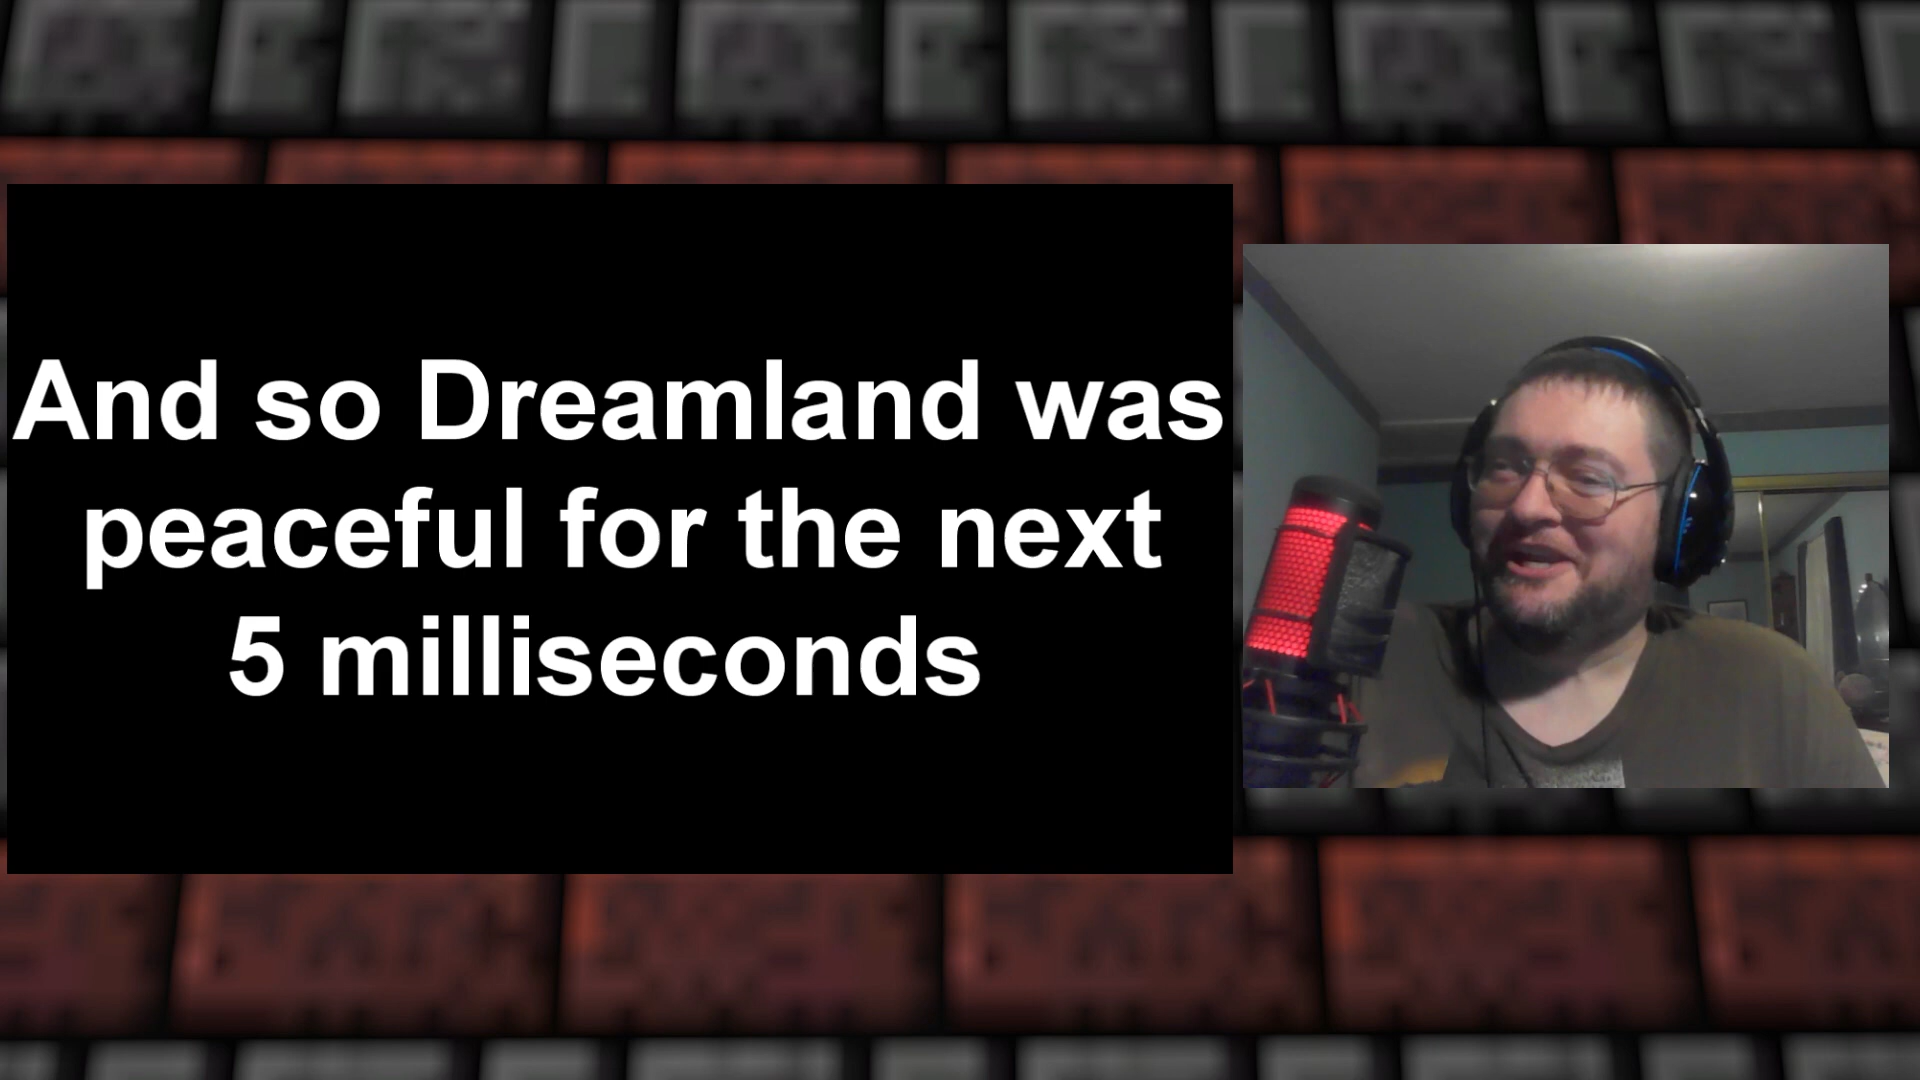 And so Dreamland was
peaceful for the next
5 milliseconds